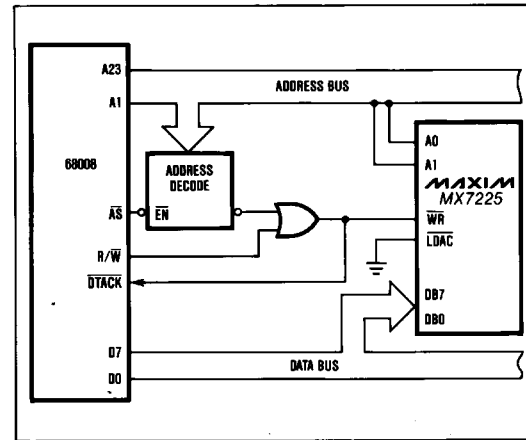 A23
ADDRESS BUS
A1
A0
A1
68008
ADDRESS
DECODE
MAXIM
MX7225
AS
EN
WR
LDAC
R/W
DTACK
DB7
DB0
D7
D0
DATA BUS